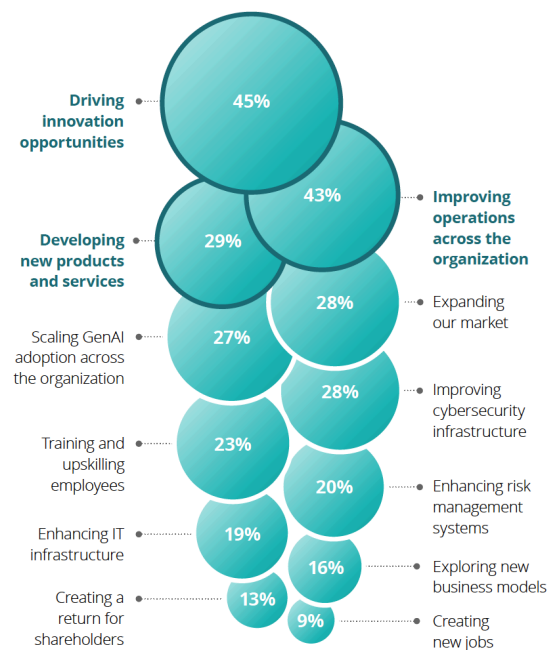 45%
Driving
innovation
opportunities
43%
Improving
operations
across the
organization
29%
Developing
new products
and services
28%
Expanding
our market
27%
Scaling GenAI
adoption across
the organization
28%
Improving
cybersecurity
infrastructure
23%
Training and
upskilling
employees
20%
Enhancing risk
management
systems
19%
Enhancing IT
infrastructure
16%
Exploring new
business models
13%
Creating a
return for
shareholders
9%
Creating
new jobs